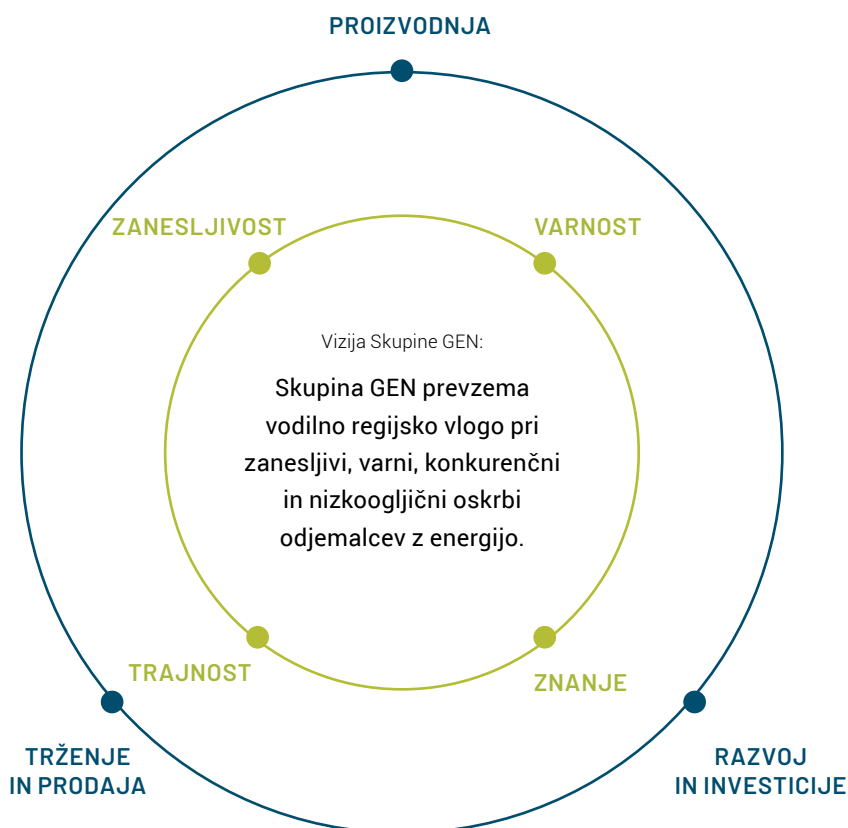 PROIZVODNJA
ZANESLJIVOST
VARNOST
Vizija Skupine GEN:
Skupina GEN prevzema
vodilno regijsko vlogo pri
zanesljivi, varni, konkurenčni
in nizkoogljični oskrbi
odjemalcev z energijo.
TRAJNOST
ZNANJE
TRŽENJE
IN PRODAJA
RAZVOJ
IN INVESTICIJE